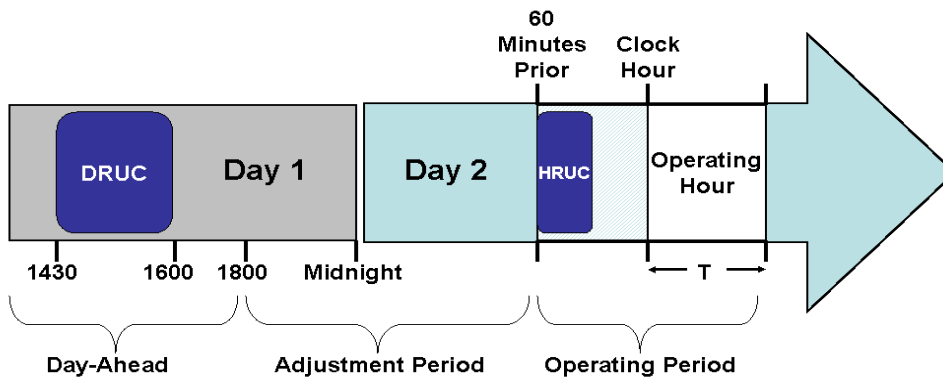 60
Minutes
Prior
Clock
Hour
DRUC
Day 1
Day 2
HRUC
Operating
Hour
1430
1600
1800
Midnight
T
Day-Ahead
Adjustment Period
Operating Period